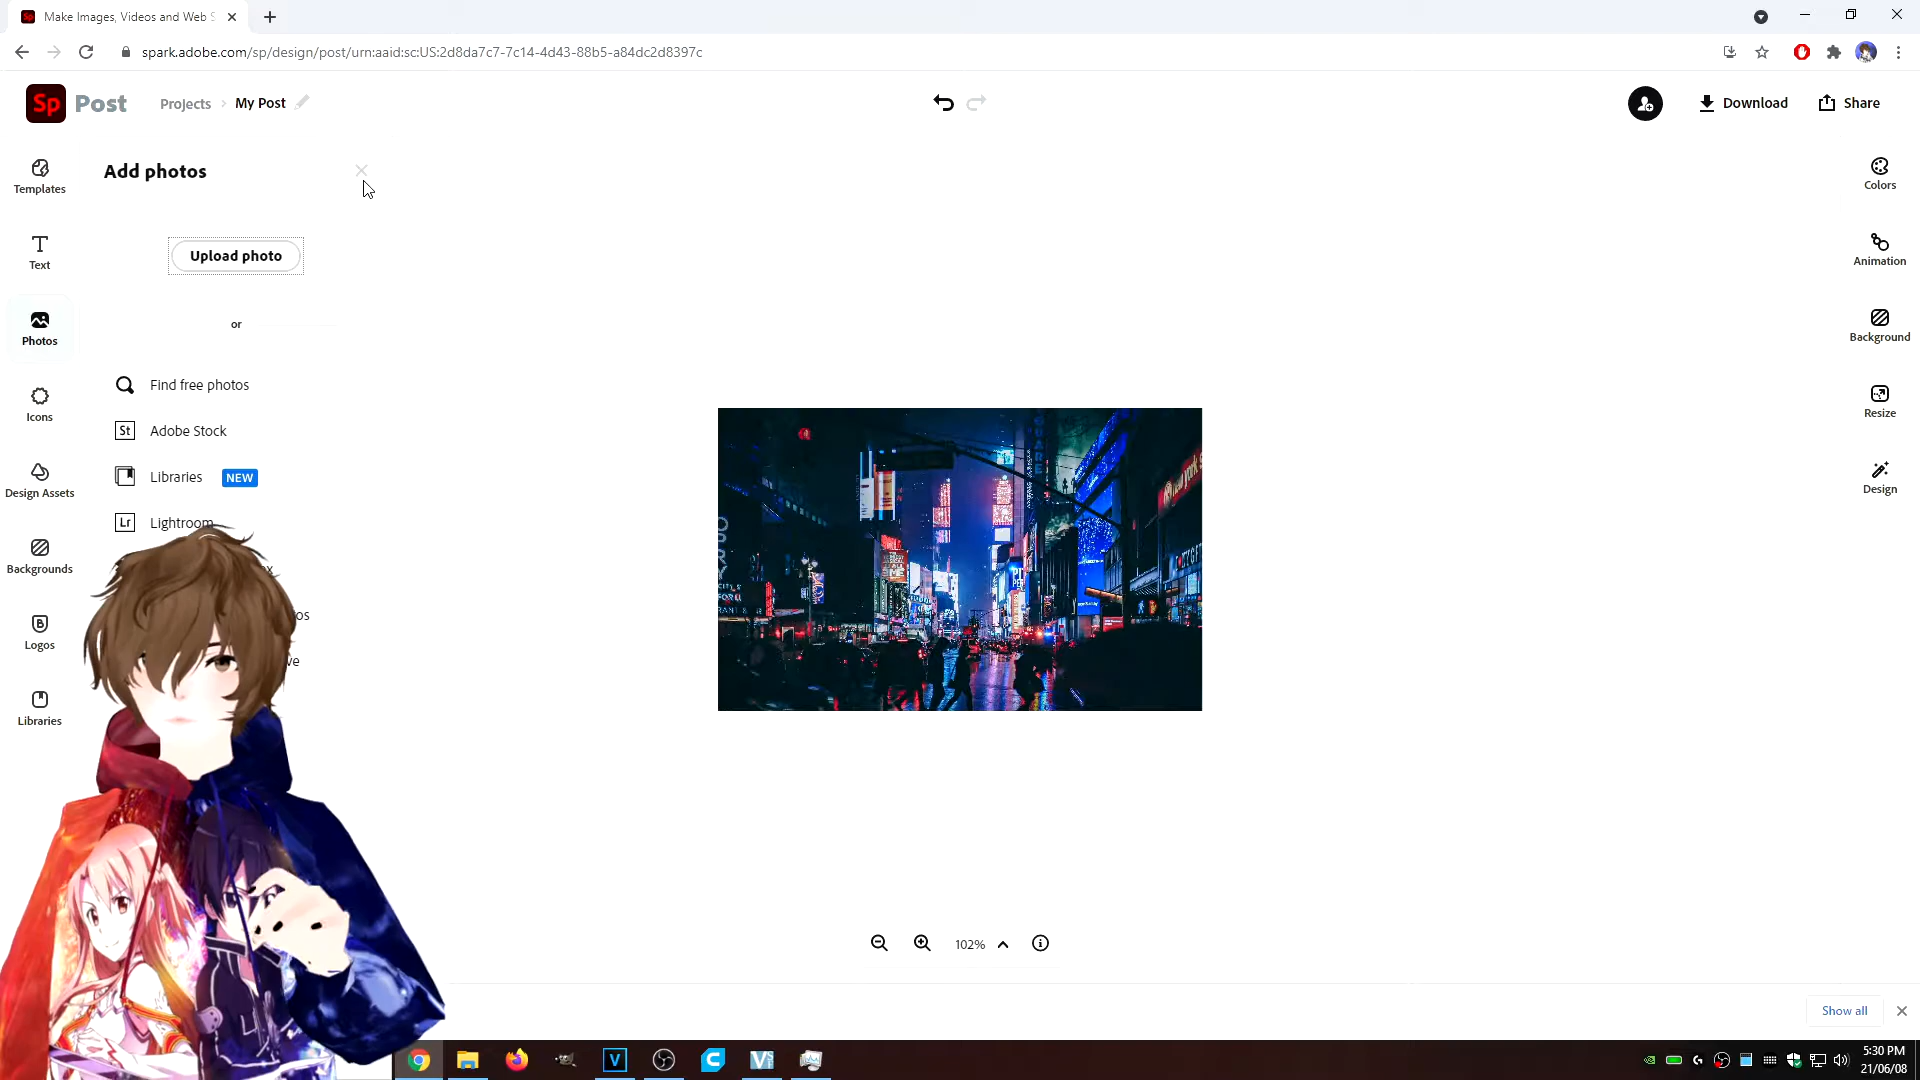 Make Images, Videos and Web S
spark.adobe.com/sp/design/post/urn:aaid:sc:US:2d8da7c7-7c14-4d43-88b5-a84dc2d8397c
Sp Post Projects > My Post Download Share
Add photos
Templates
Text
Photos
Icons
Design Assets
Backgrounds
Logos
Libraries
Upload photo
or
Find free photos
St Adobe Stock
Libraries NEW
Lr Lightroom
Colors
Animation
Background
Resize
Design
102%
Show all
5:30 PM
21/06/08